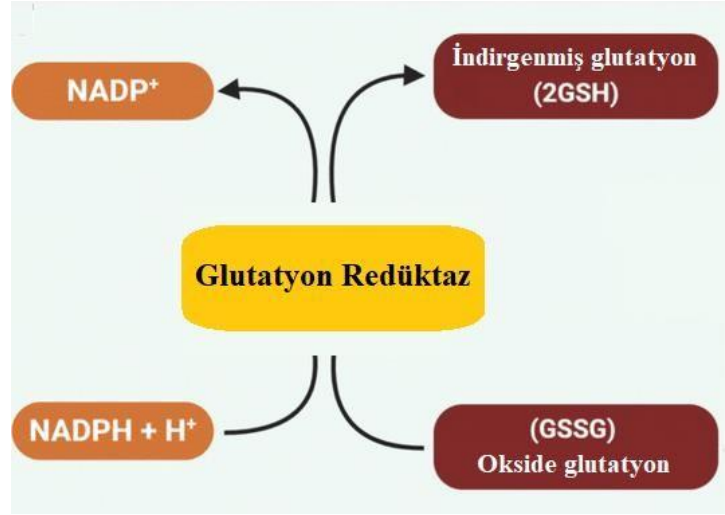 NADP⁺
İndirgenmiş glutatyon
(2GSH)
Glutatyon Redüktaz
NADPH + H⁺
(GSSG)
Okside glutatyon